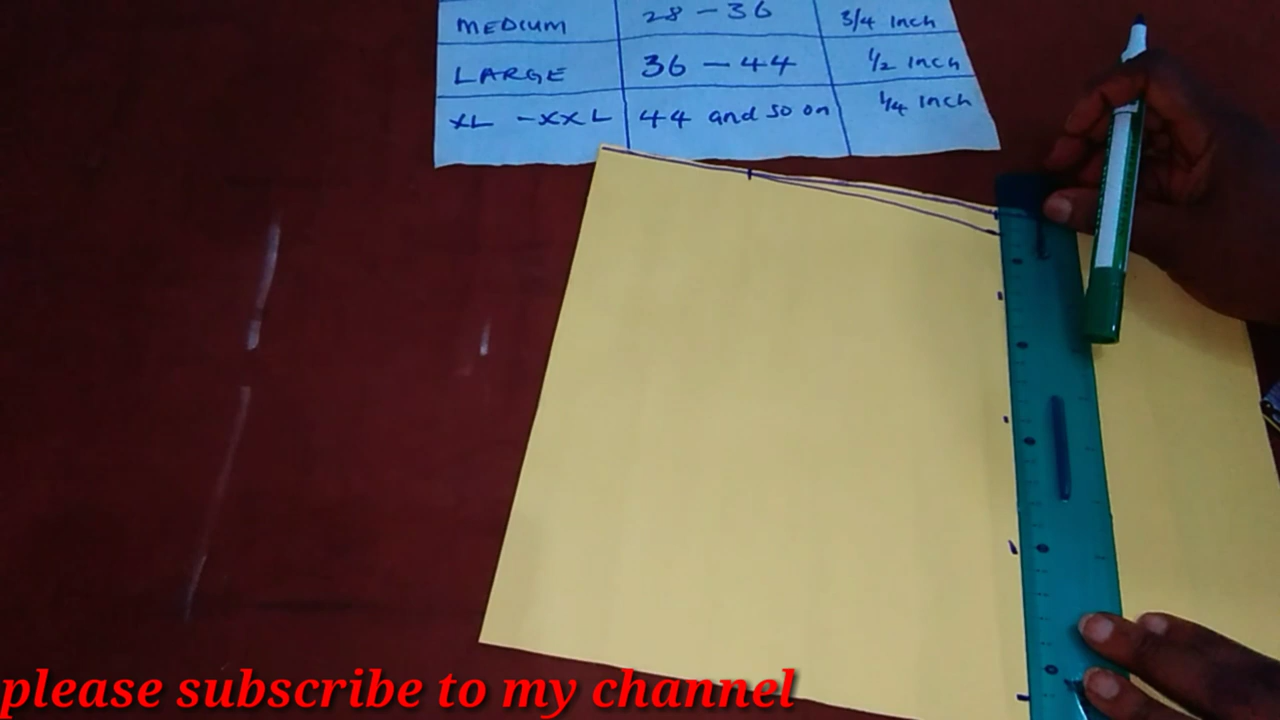 MEDIUM 28 - 36 3/4 Inch
LARGE 36 - 44 1/2 Inch
XL - XXL 44 and so on 1/4 Inch
please subscribe to my channel